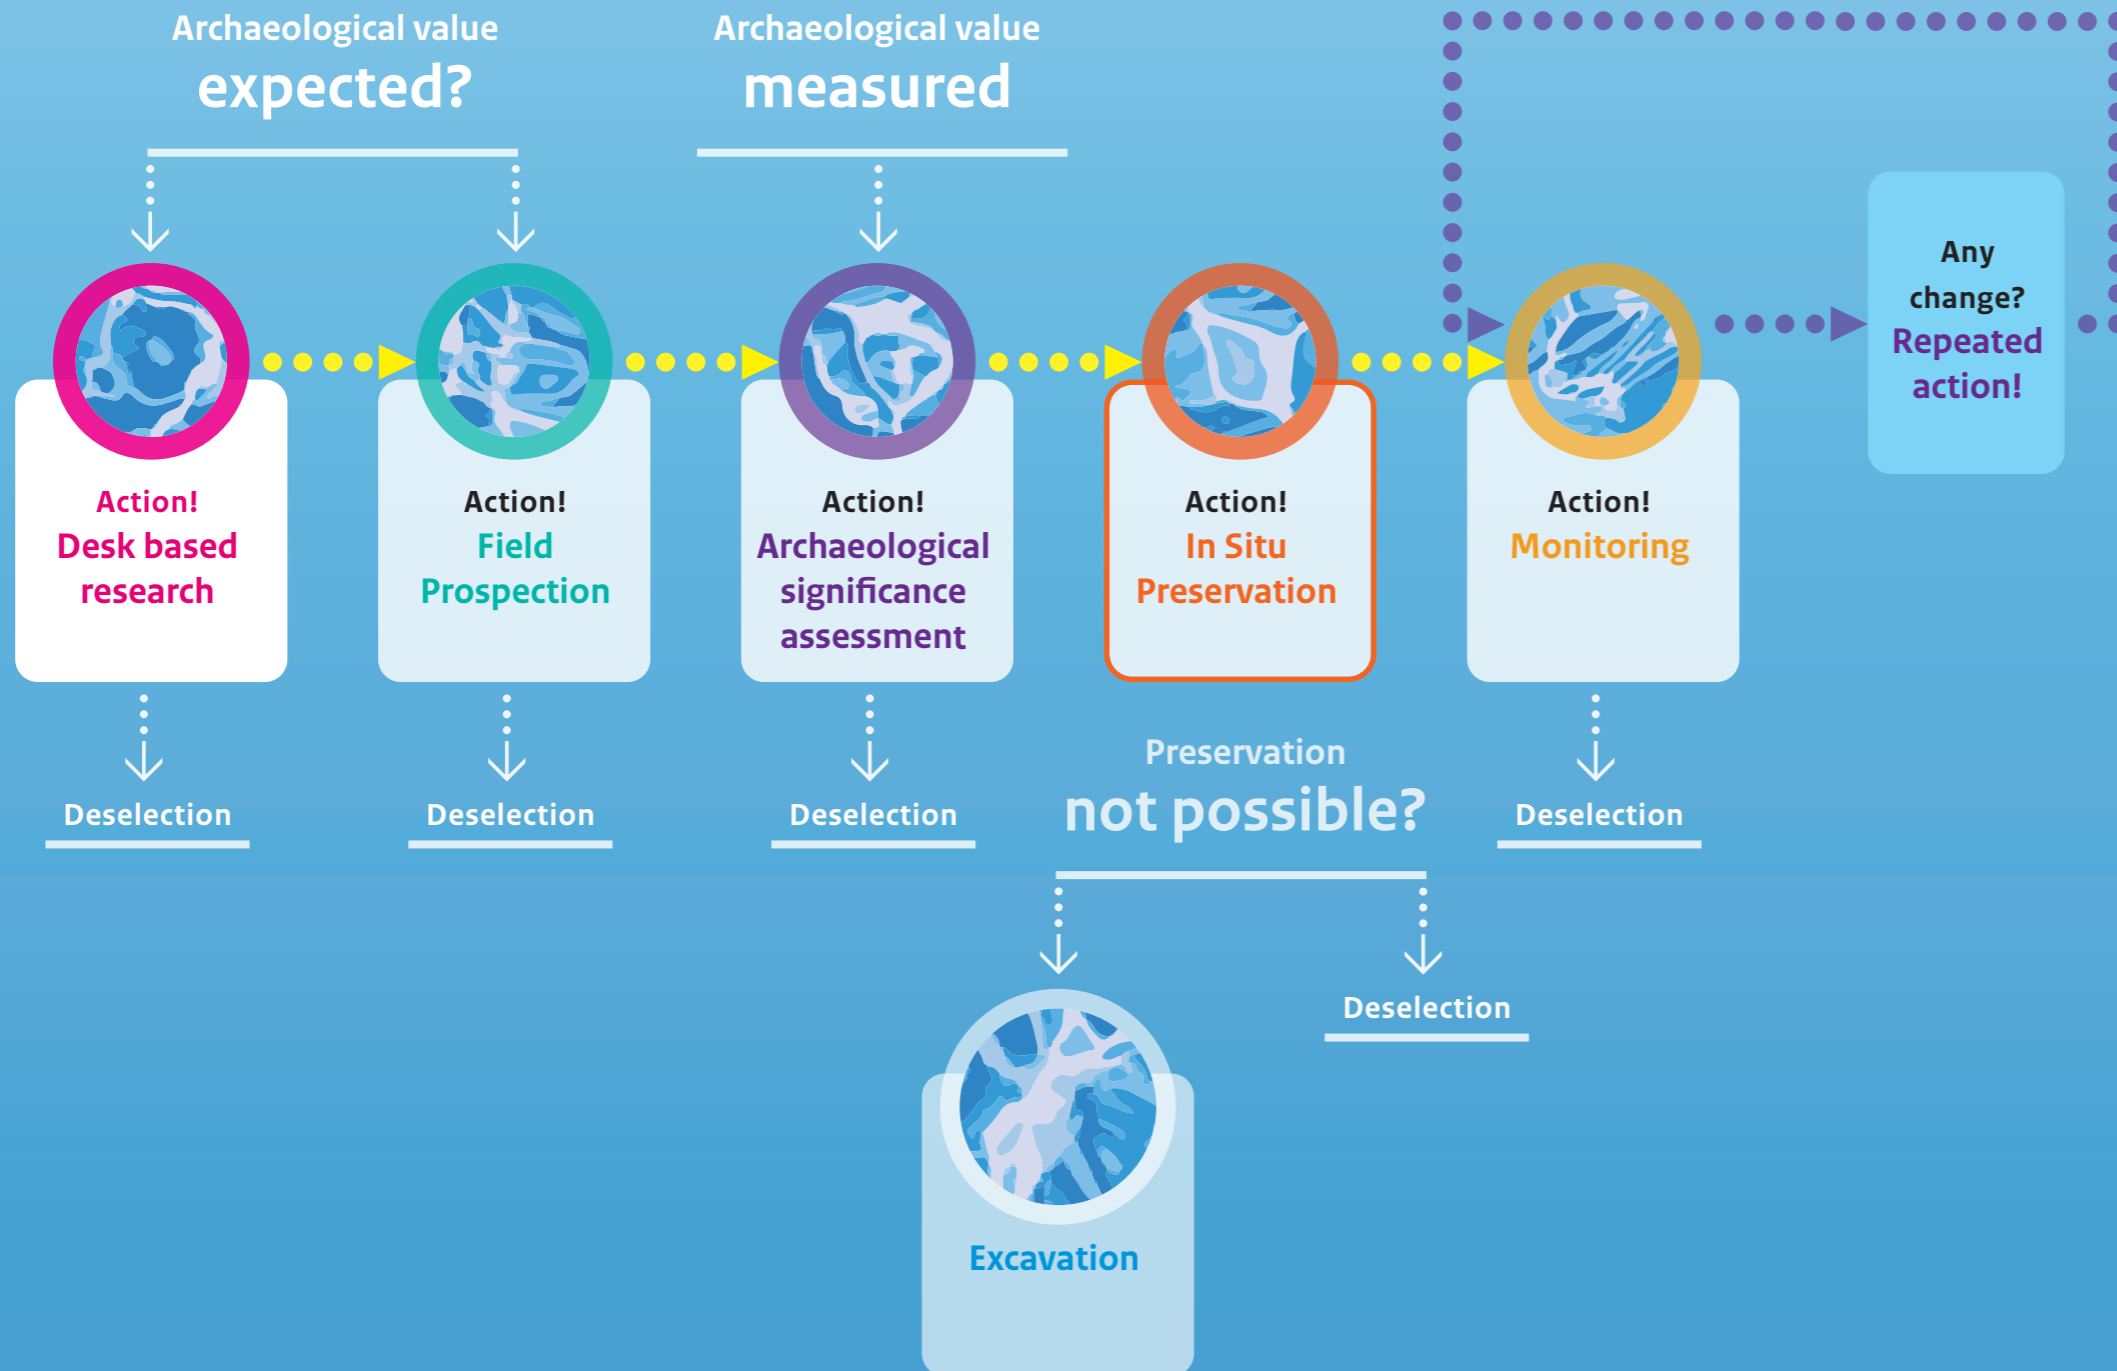 Archaeological value
expected?
Archaeological value
measured
Any
change?
Repeated
action!
Action!
Desk based
research
Action!
Field
Prospection
Action!
Archaeological
significance
assessment
Action!
In Situ
Preservation
Action!
Monitoring
Deselection
Deselection
Deselection
Preservation
not possible?
Deselection
Deselection
Excavation